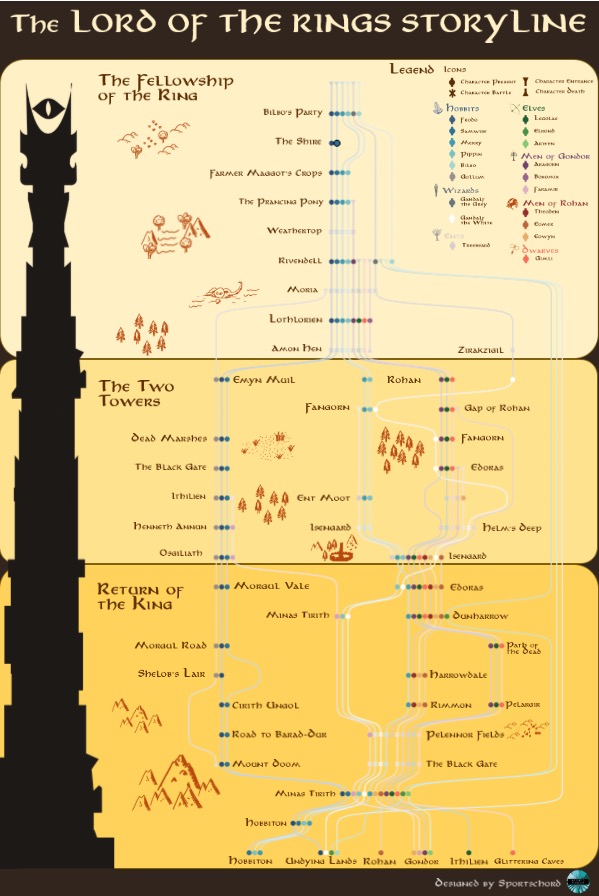 The Lord of the Rings Storyline
The Fellowship
of the Ring
Legend
Icons
Character Present
Character Entrance
Character Battle
Character Death
Hobbits
Frodo
Samwise
Merry
Pippin
Bilbo
Gollum
Wizards
Gandalf
the Grey
Gandalf
the White
Ents
Treebeard
Elves
Legolas
Elrond
Arwen
Men of Gondor
Aragorn
Boromir
Faramir
Men of Rohan
Theoden
Eomer
Eowyn
Dwarves
Gimli
Bilbo's Party
The Shire
Farmer Maggot's Crops
The Prancing Pony
Weathertop
Rivendell
Moria
Lothlorien
Amon Hen
Zirakzigil
The Two
Towers
Emyn Muil
Rohan
Fangorn
Gap of Rohan
Dead Marshes
Fangorn
The Black Gate
Edoras
Ithilien
Ent Moot
Henneth Annun
Isengard
Helm's Deep
Osgiliath
Isengard
Return of
the King
Morgul Vale
Edoras
Minas Tirith
Dunharrow
Morgul Road
Path of
the Dead
Shelob's Lair
Harrowdale
Cirith Ungol
Rimmon
Pelargir
Road to Barad-Dur
Pelennor Fields
Mount Doom
The Black Gate
Minas Tirith
Hobbiton
Hobbiton
Undying Lands
Rohan
Gondor
Ithilien
Glittering Caves
Designed by Sportschord